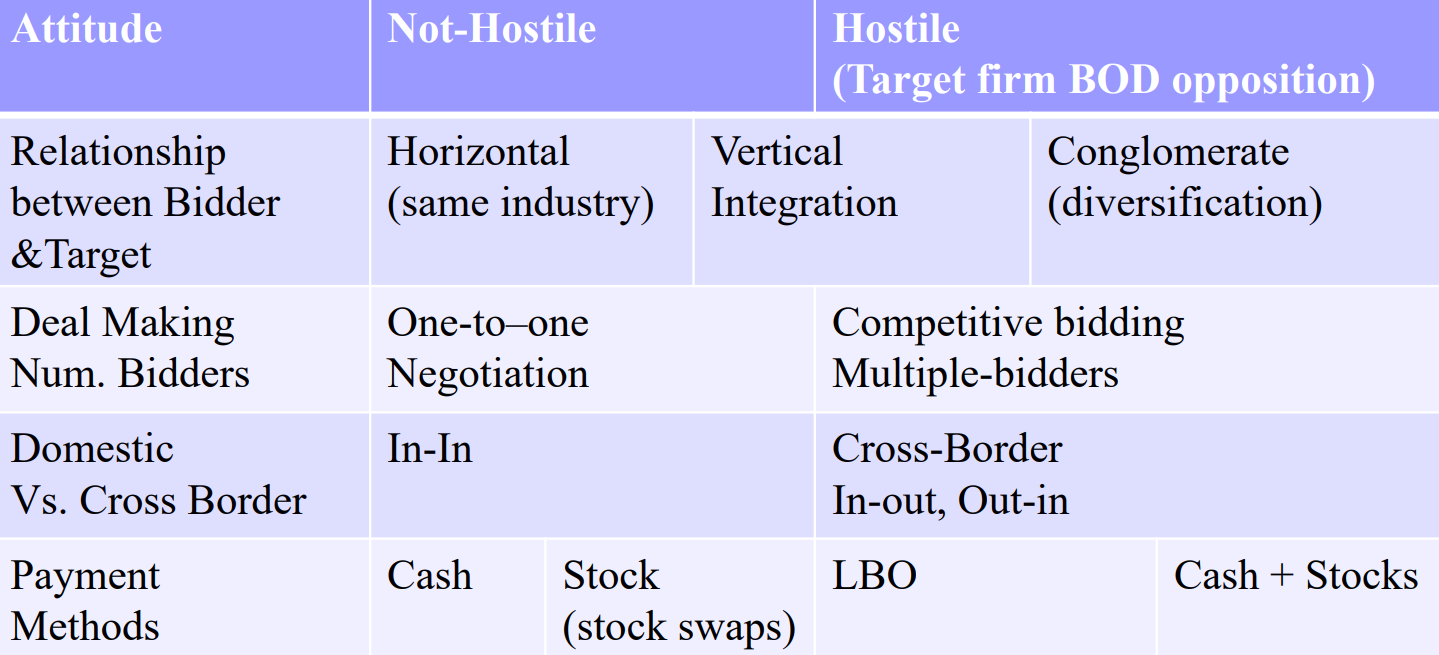 Attitude
Not-Hostile
Hostile
(Target firm BOD opposition)
Relationship
between Bidder
&Target
Horizontal
(same industry)
Vertical
Integration
Conglomerate
(diversification)
Deal Making
Num. Bidders
One-to–one
Negotiation
Competitive bidding
Multiple-bidders
Domestic
Vs. Cross Border
In-In
Cross-Border
In-out, Out-in
Payment
Methods
Cash
Stock
(stock swaps)
LBO
Cash + Stocks